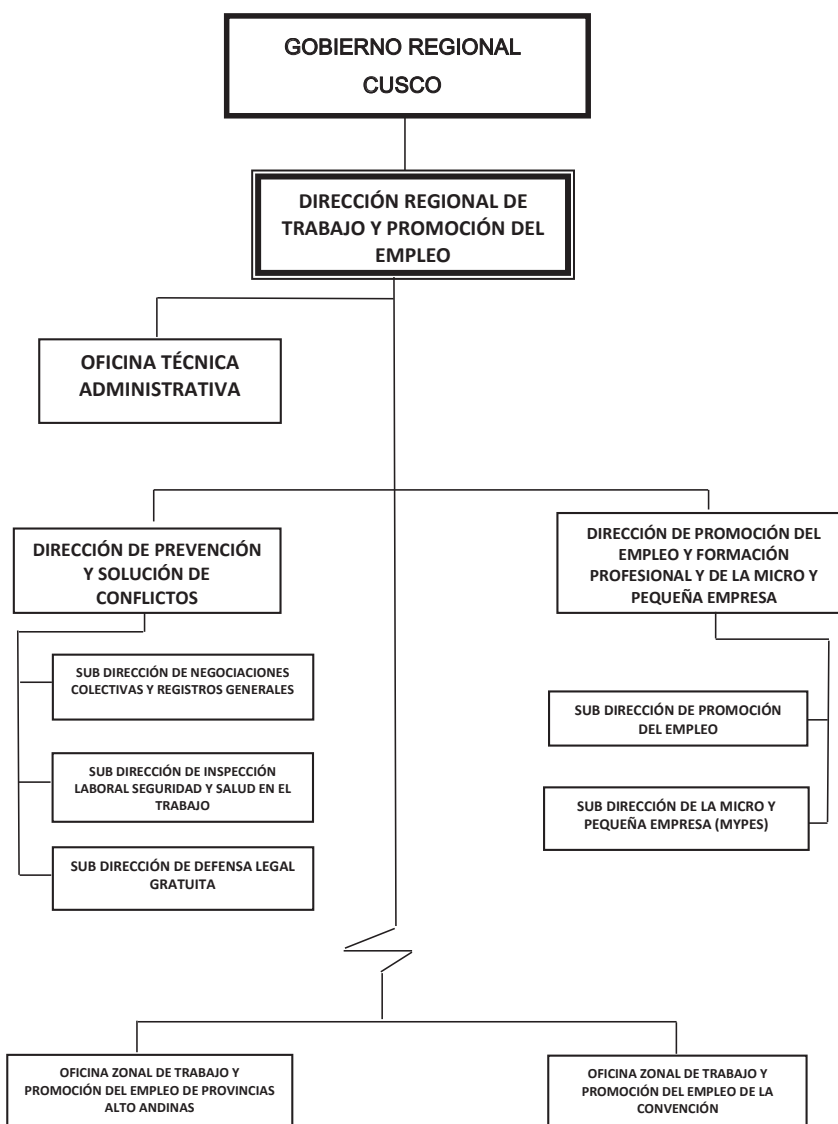 GOBIERNO REGIONAL
CUSCO
DIRECCIÓN REGIONAL DE
TRABAJO Y PROMOCIÓN DEL
EMPLEO
OFICINA TÉCNICA
ADMINISTRATIVA
DIRECCIÓN DE PREVENCIÓN
Y SOLUCIÓN DE
CONFLICTOS
SUB DIRECCIÓN DE NEGOCIACIONES
COLECTIVAS Y REGISTROS GENERALES
SUB DIRECCIÓN DE INSPECCIÓN
LABORAL SEGURIDAD Y SALUD EN EL
TRABAJO
SUB DIRECCIÓN DE DEFENSA LEGAL
GRATUITA
DIRECCIÓN DE PROMOCIÓN DEL
EMPLEO Y FORMACIÓN
PROFESIONAL Y DE LA MICRO Y
PEQUEÑA EMPRESA
SUB DIRECCIÓN DE PROMOCIÓN
DEL EMPLEO
SUB DIRECCIÓN DE LA MICRO Y
PEQUEÑA EMPRESA (MYPES)
OFICINA ZONAL DE TRABAJO Y
PROMOCIÓN DEL EMPLEO DE PROVINCIAS
ALTO ANDINAS
OFICINA ZONAL DE TRABAJO Y
PROMOCIÓN DEL EMPLEO DE LA
CONVENCIÓN